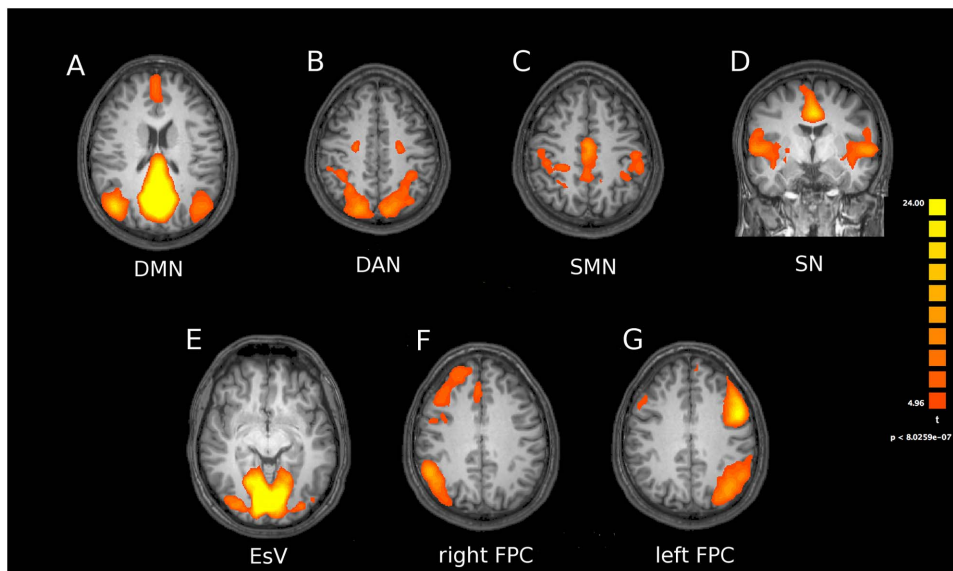 A
B
C
D
DMN
DAN
SMN
SN
24.00
4.96
t
p < 8.0259e-07
E
F
G
EsV
right FPC
left FPC